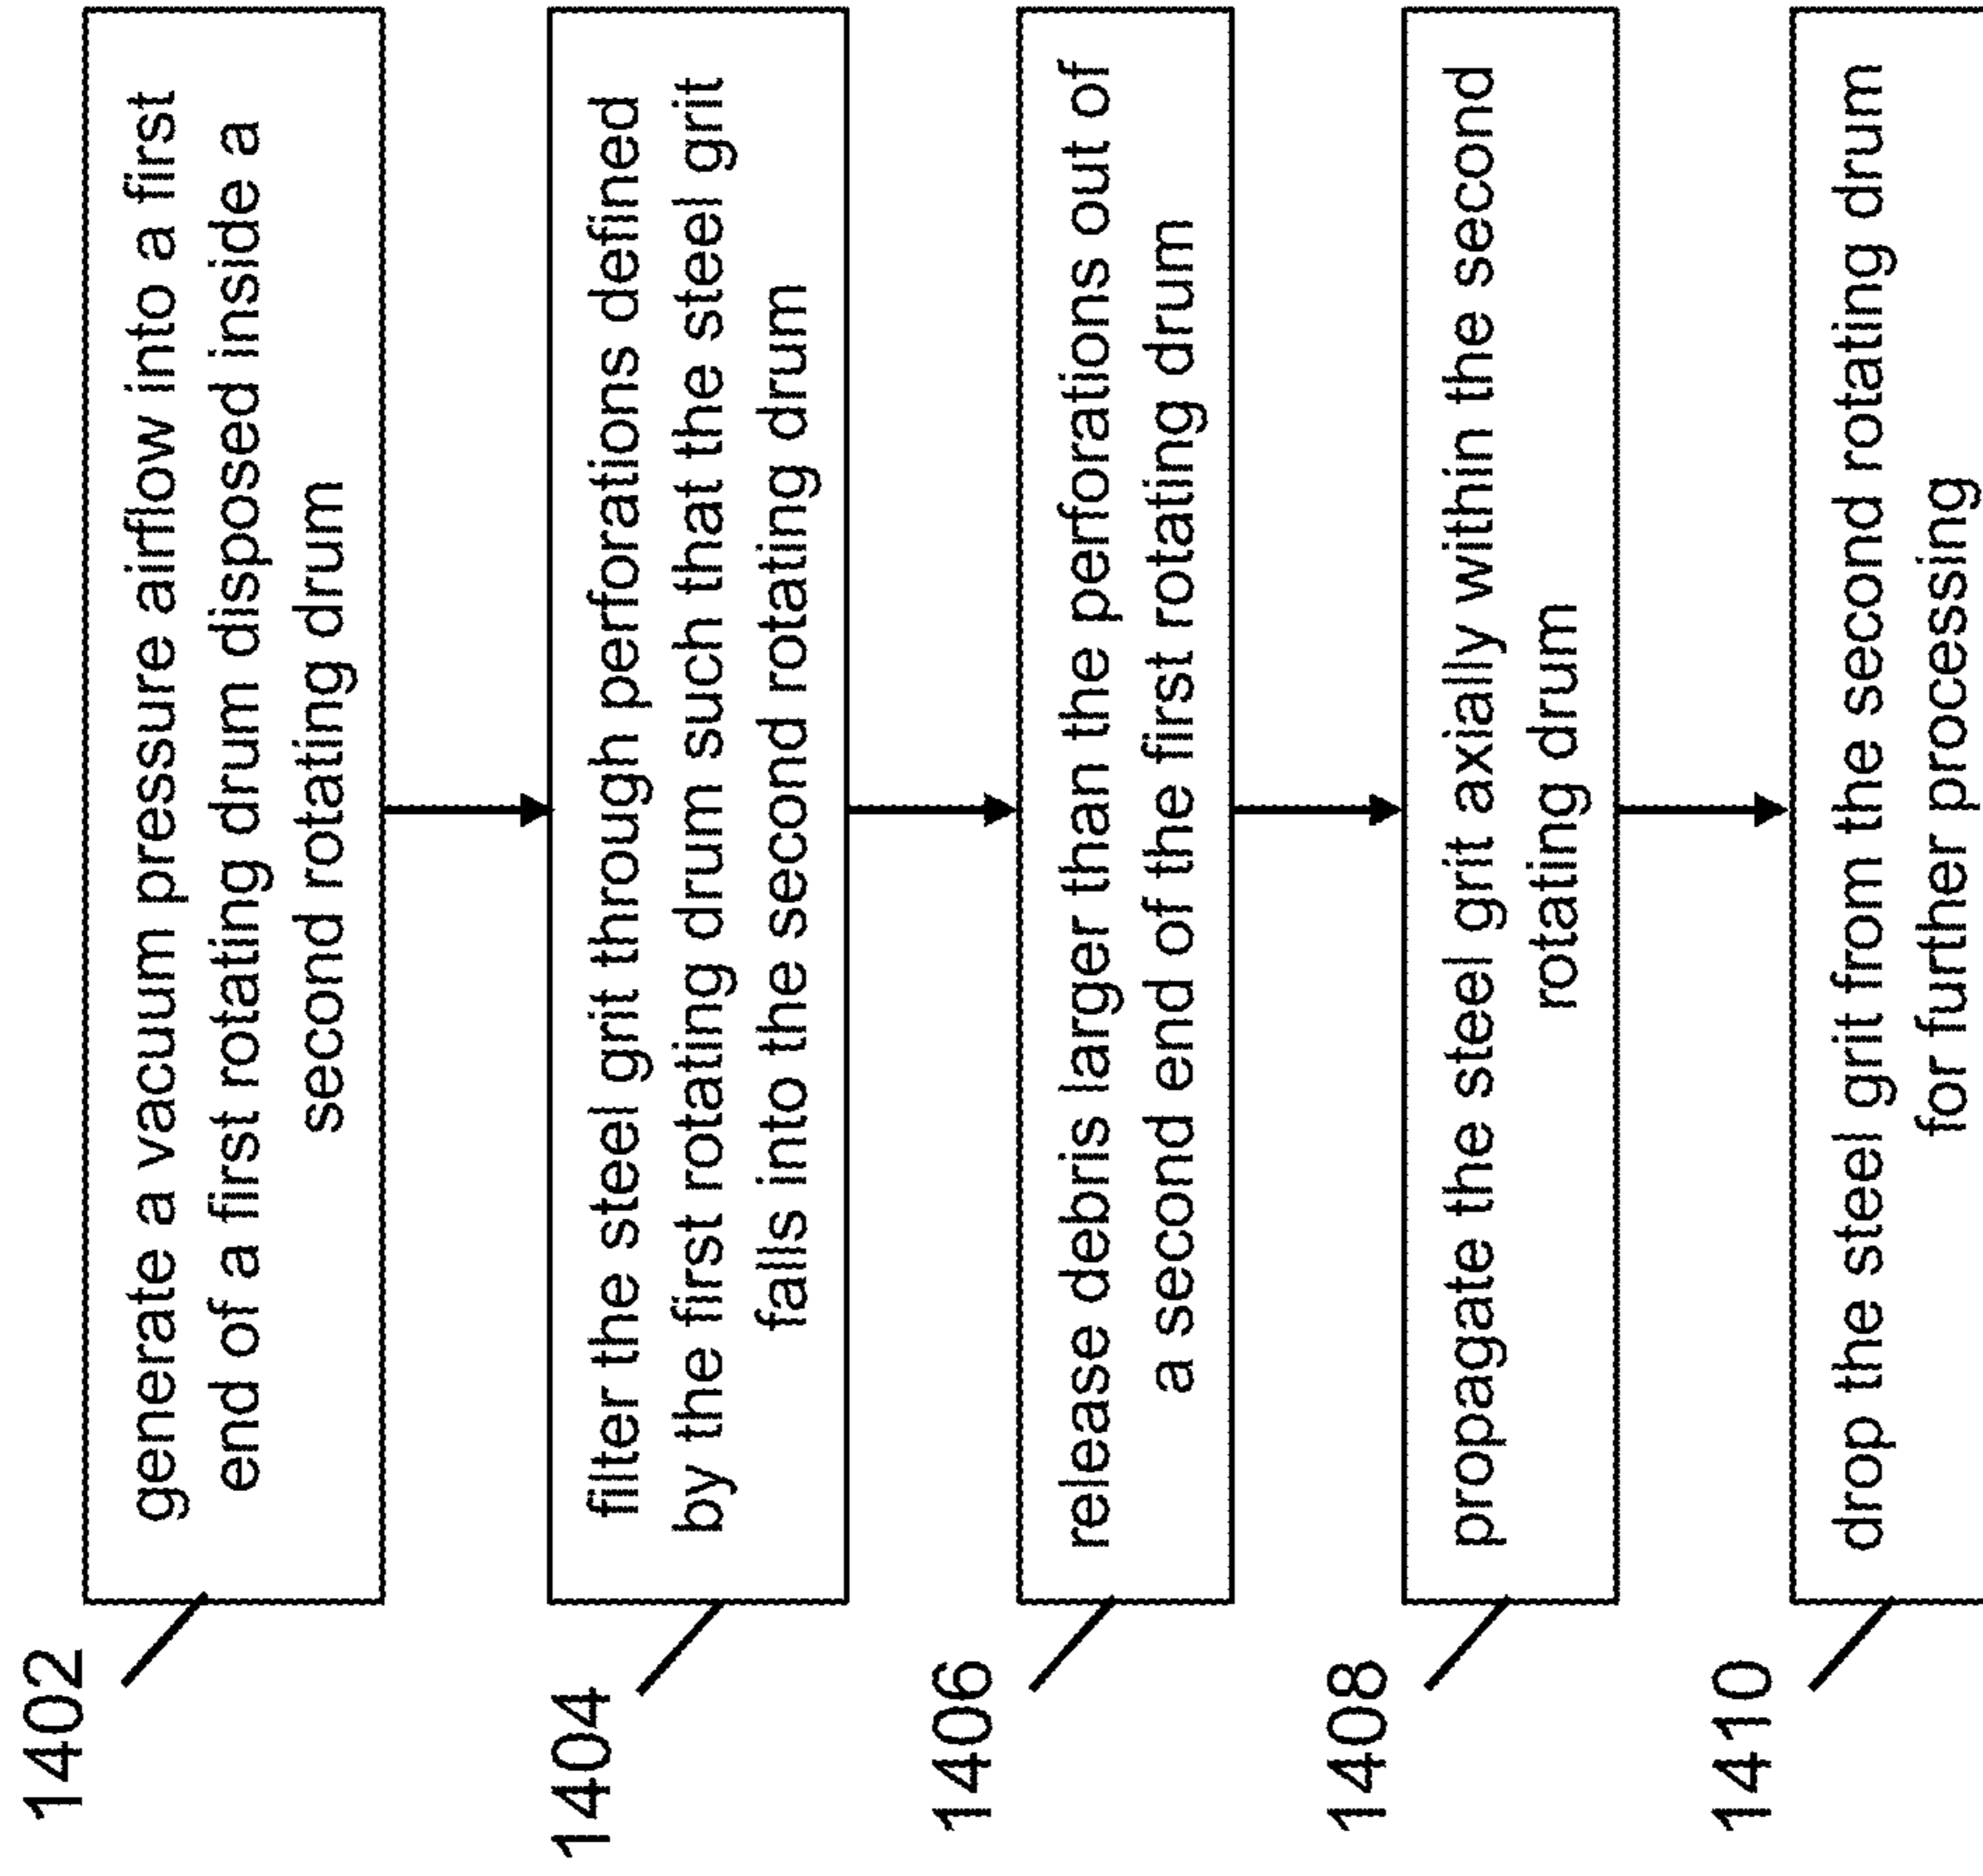 1402
generate a vacuum pressure airflow into a first
end of a first rotating drum disposed inside a
second rotating drum
1404
filter the steel grit through perforations defined
by the first rotating drum such that the steel grit
falls into the second rotating drum
1406
release debris larger than the perforations out of
a second end of the first rotating drum
1408
propagate the steel grit axially within the second
rotating drum
1410
drop the steel grit from the second rotating drum
for further processing